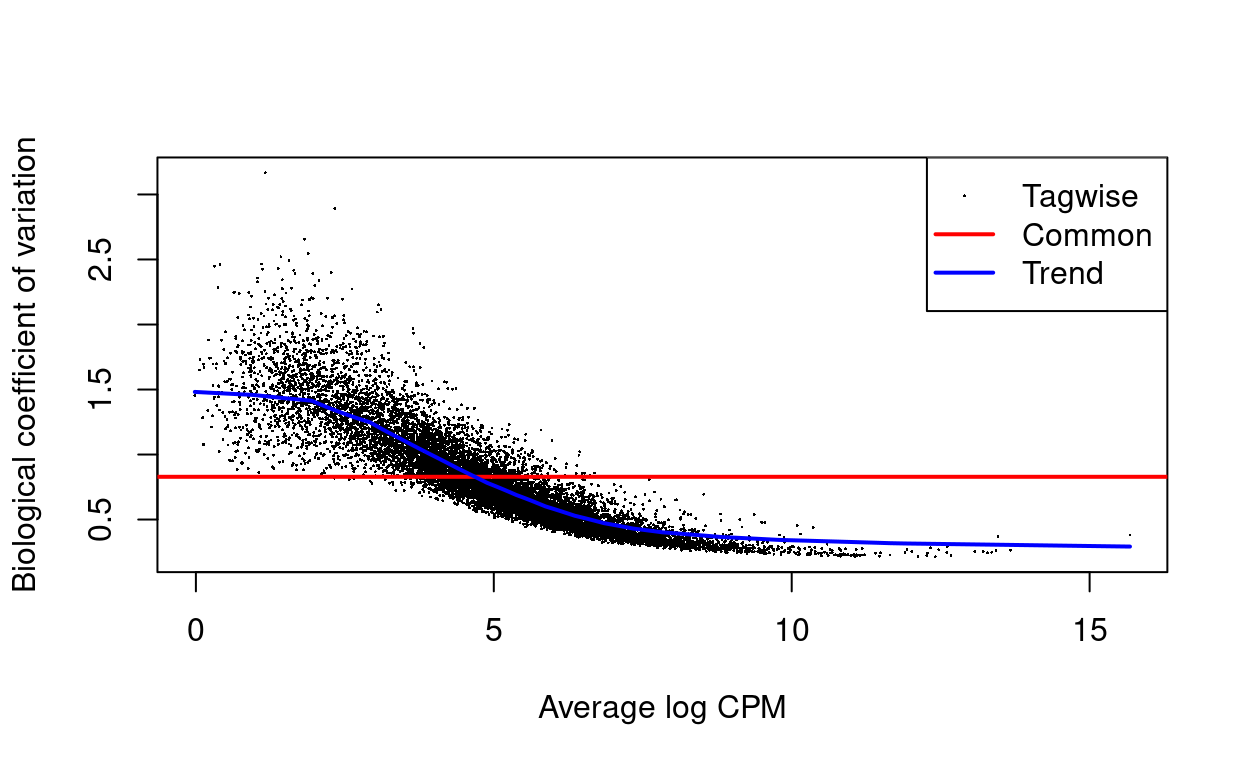 Tagwise
Common
Trend
Biological coefficient of variation
2.5
1.5
0.5
0 5 10 15
Average log CPM